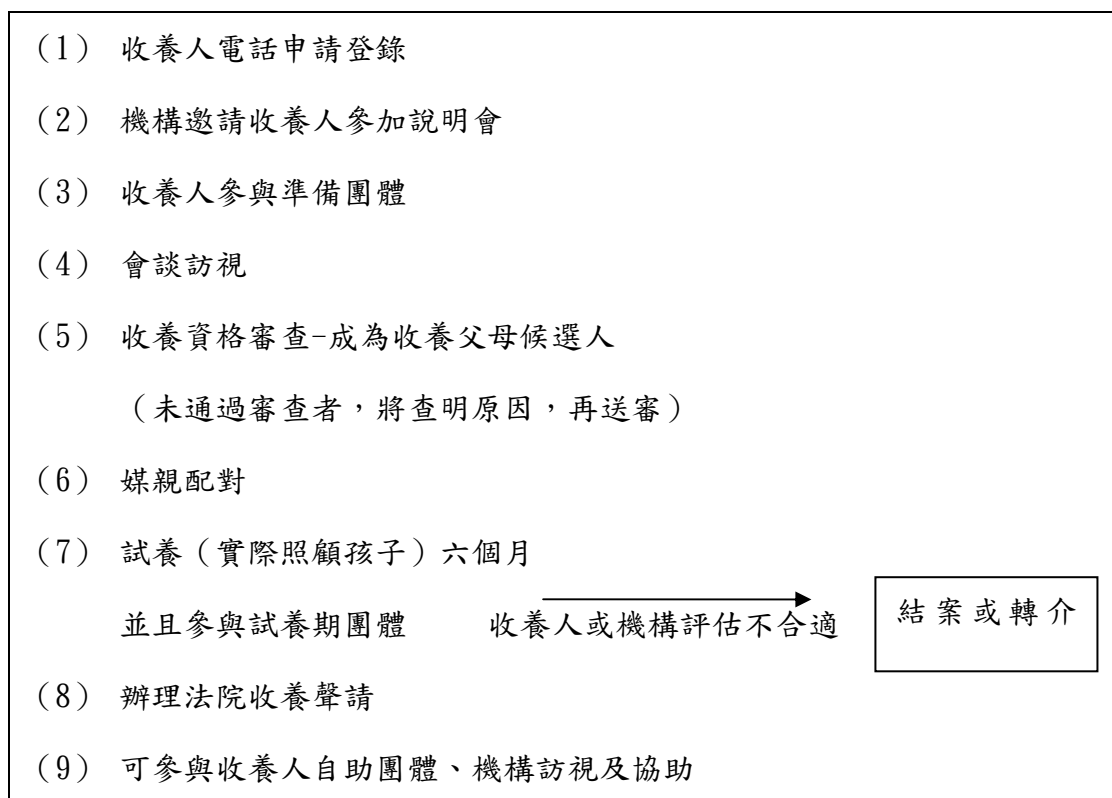 (1) 收養人電話申請登錄
(2) 機構邀請收養人參加說明會
(3) 收養人參與準備團體
(4) 會談訪視
(5) 收養資格審查-成為收養父母候選人
（未通過審查者，將查明原因，再送審）
(6) 媒親配對
(7) 試養（實際照顧孩子）六個月
並且參與試養期團體 收養人或機構評估不合適 結案或轉介
(8) 辦理法院收養聲請
(9) 可參與收養人自助團體、機構訪視及協助